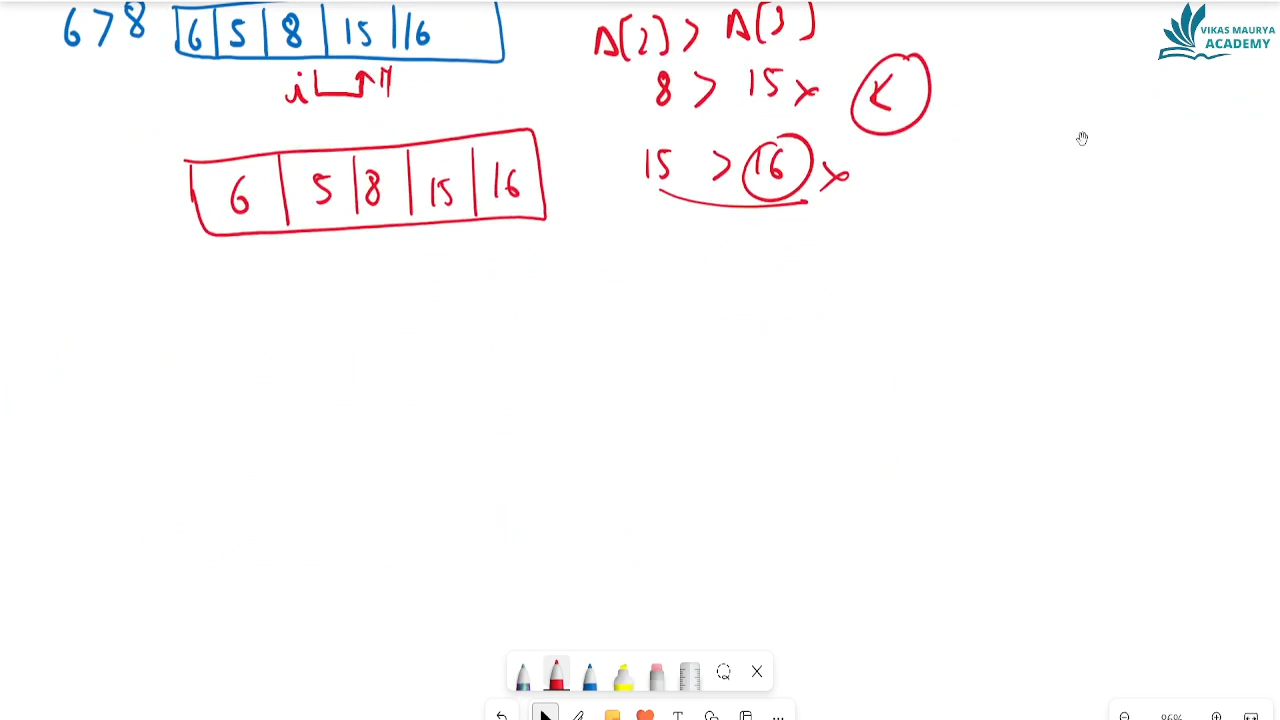 6 > 8 6 5 8 15 16 A[2] > A[3]
i
8 > 15 x
6 5 8 15 16 15 > 16 x
VIKAS MAURYA
ACADEMY
86%